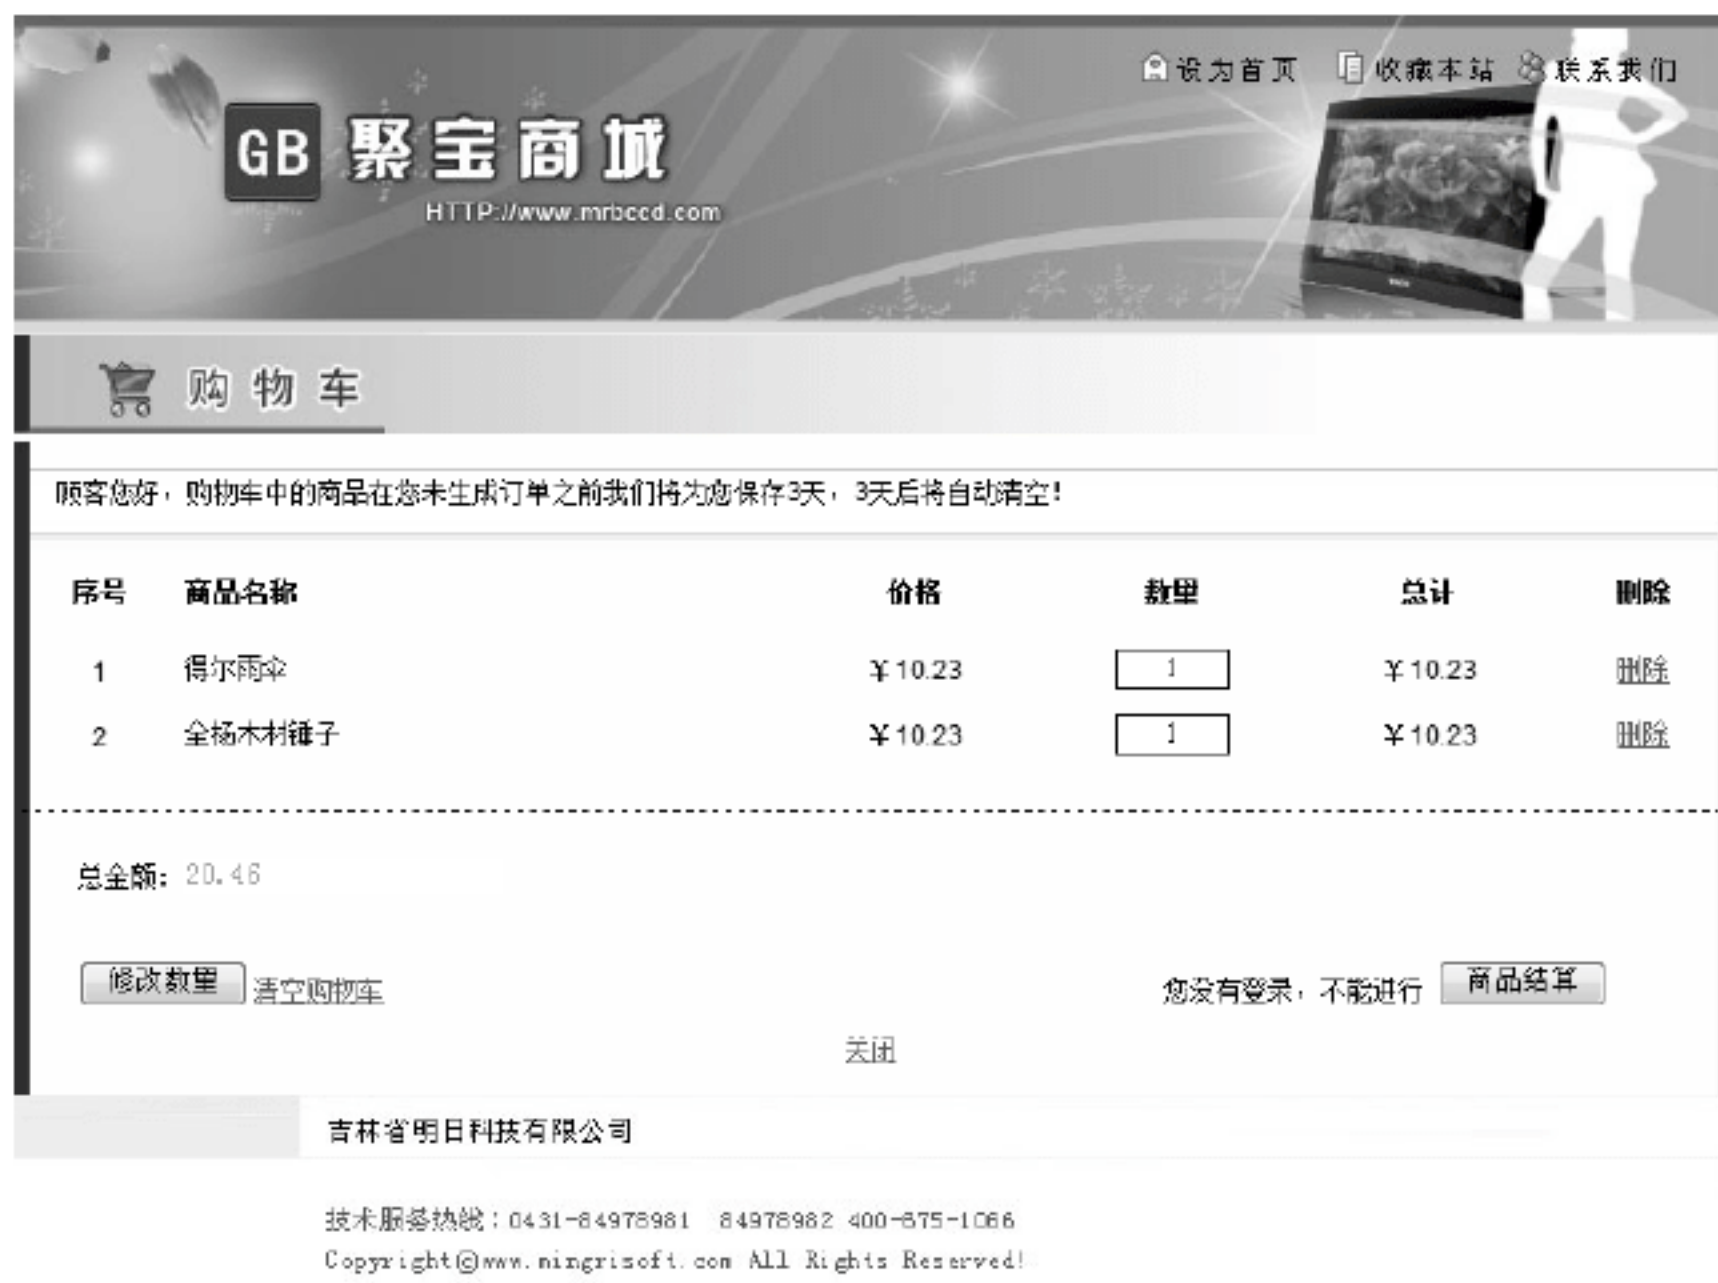 设为首页 收藏本站 联系我们
GB 聚宝商城
HTTP://www.mrbccd.com
购物车
顾客您好，购物车中的商品在您未生成订单之前我们将为您保存3天，3天后将自动清空!
序号 商品名称 价格 数量 总计 删除
1 得尔雨伞 ￥10.23 1 ￥10.23 删除
2 全杨木材锤子 ￥10.23 1 ￥10.23 删除
总金额：20.46
修改数量 清空购物车 您没有登录，不能进行 商品结算
关闭
吉林省明日科技有限公司
技术服务热线：0431-84978981 84978982 400-675-1066
Copyright©www.mingrisoft.com All Rights Reserved!